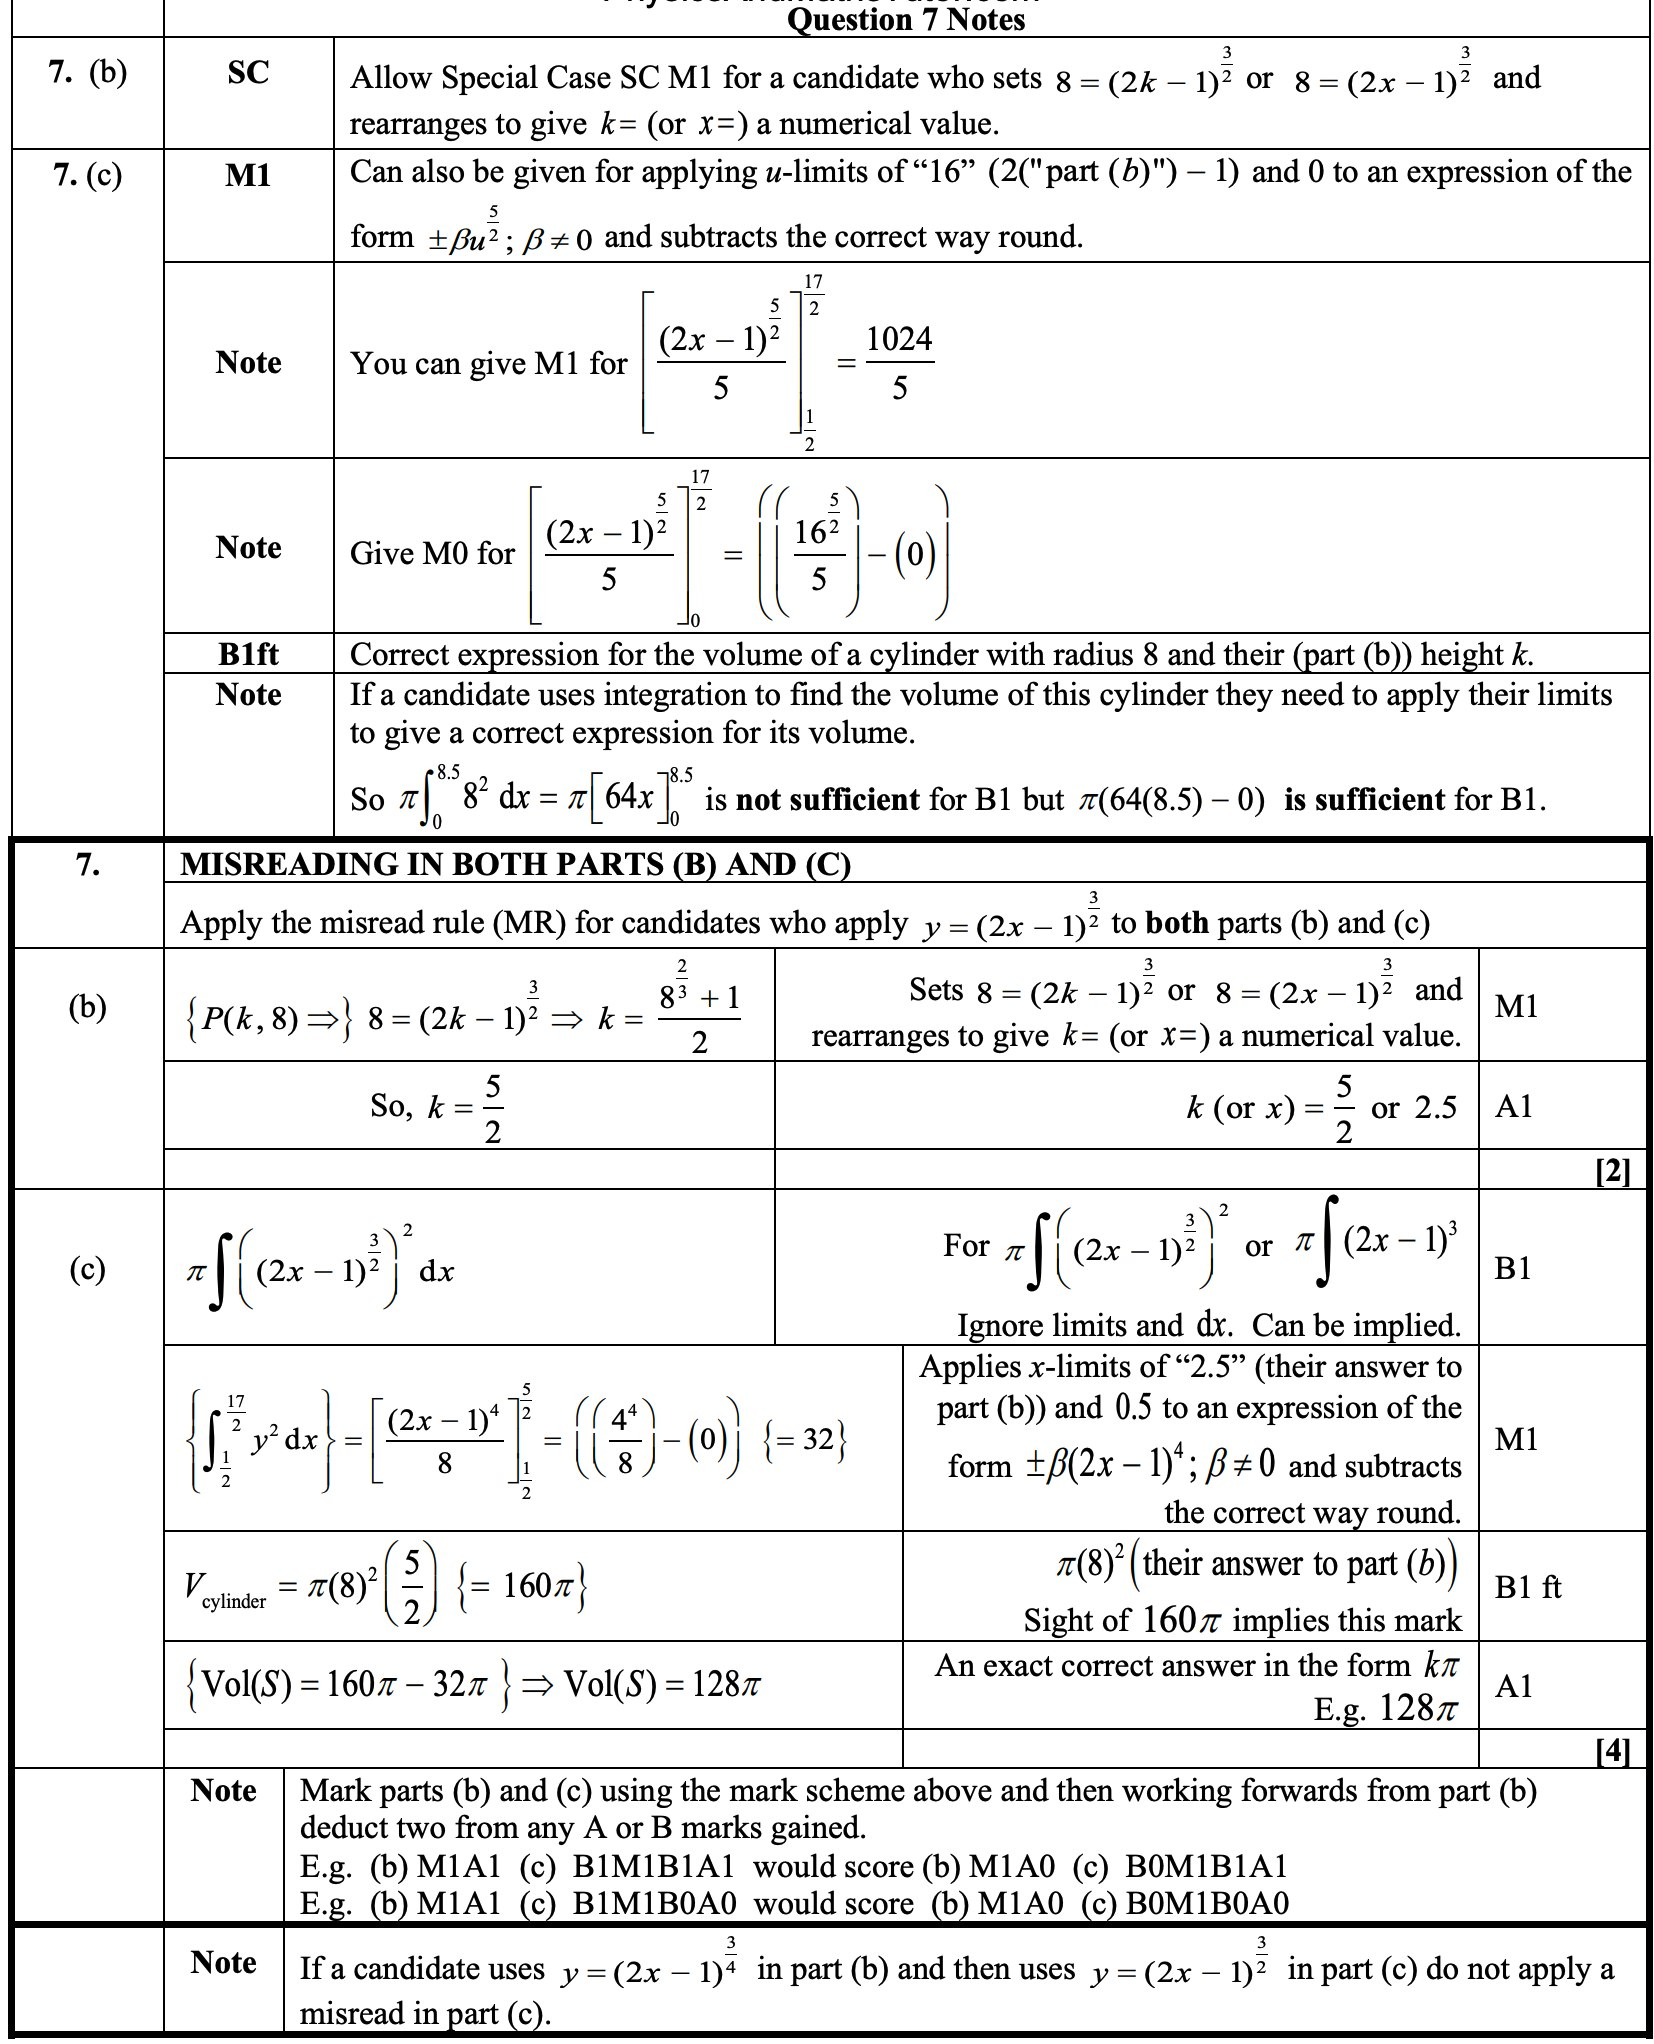 Question 7 Notes
7. (b) SC Allow Special Case SC M1 for a candidate who sets 8 = (2k – 1)^(3/2) or 8 = (2x – 1)^(3/2) and
rearranges to give k= (or x=) a numerical value.
7. (c) M1 Can also be given for applying u-limits of “16” (2("part (b)") – 1) and 0 to an expression of the
form ±βu^(5/2); β ≠ 0 and subtracts the correct way round.
Note You can give M1 for [(2x – 1)^(5/2) / 5]_(1/2)^(17/2) = 1024/5
Note Give M0 for [(2x – 1)^(5/2) / 5]_0^(17/2) = ((16^(5/2) / 5) – (0))
B1ft Correct expression for the volume of a cylinder with radius 8 and their (part (b)) height k.
Note If a candidate uses integration to find the volume of this cylinder they need to apply their limits
to give a correct expression for its volume.
So π∫_0^8.5 8² dx = π[64x]_0^8.5 is not sufficient for B1 but π(64(8.5) – 0) is sufficient for B1.
7. MISREADING IN BOTH PARTS (B) AND (C)
Apply the misread rule (MR) for candidates who apply y = (2x – 1)^(3/2) to both parts (b) and (c)
(b) {P(k, 8) ⇒} 8 = (2k – 1)^(3/2) ⇒ k = (8^(2/3) + 1) / 2
Sets 8 = (2k – 1)^(3/2) or 8 = (2x – 1)^(3/2) and
rearranges to give k= (or x=) a numerical value.
M1
So, k = 5/2
k (or x) = 5/2 or 2.5
A1
[2]
(c) π∫((2x – 1)^(3/2))² dx
For π∫((2x – 1)^(3/2))² or π∫(2x – 1)³
Ignore limits and dx. Can be implied.
B1
{∫_(1/2)^(17/2) y² dx} = [(2x – 1)⁴ / 8]_(1/2)^(5/2) = ((4⁴ / 8) – (0)) {= 32}
Applies x-limits of “2.5” (their answer to
part (b)) and 0.5 to an expression of the
form ±β(2x – 1)⁴; β ≠ 0 and subtracts
the correct way round.
M1
V_cylinder = π(8)²(5/2) {= 160π}
π(8)²(their answer to part (b))
Sight of 160π implies this mark
B1 ft
{Vol(S) = 160π – 32π} ⇒ Vol(S) = 128π
An exact correct answer in the form kπ
E.g. 128π
A1
[4]
Note Mark parts (b) and (c) using the mark scheme above and then working forwards from part (b)
deduct two from any A or B marks gained.
E.g. (b) M1A1 (c) B1M1B1A1 would score (b) M1A0 (c) B0M1B1A1
E.g. (b) M1A1 (c) B1M1B0A0 would score (b) M1A0 (c) B0M1B0A0
Note If a candidate uses y = (2x – 1)^(3/4) in part (b) and then uses y = (2x – 1)^(3/2) in part (c) do not apply a
misread in part (c).